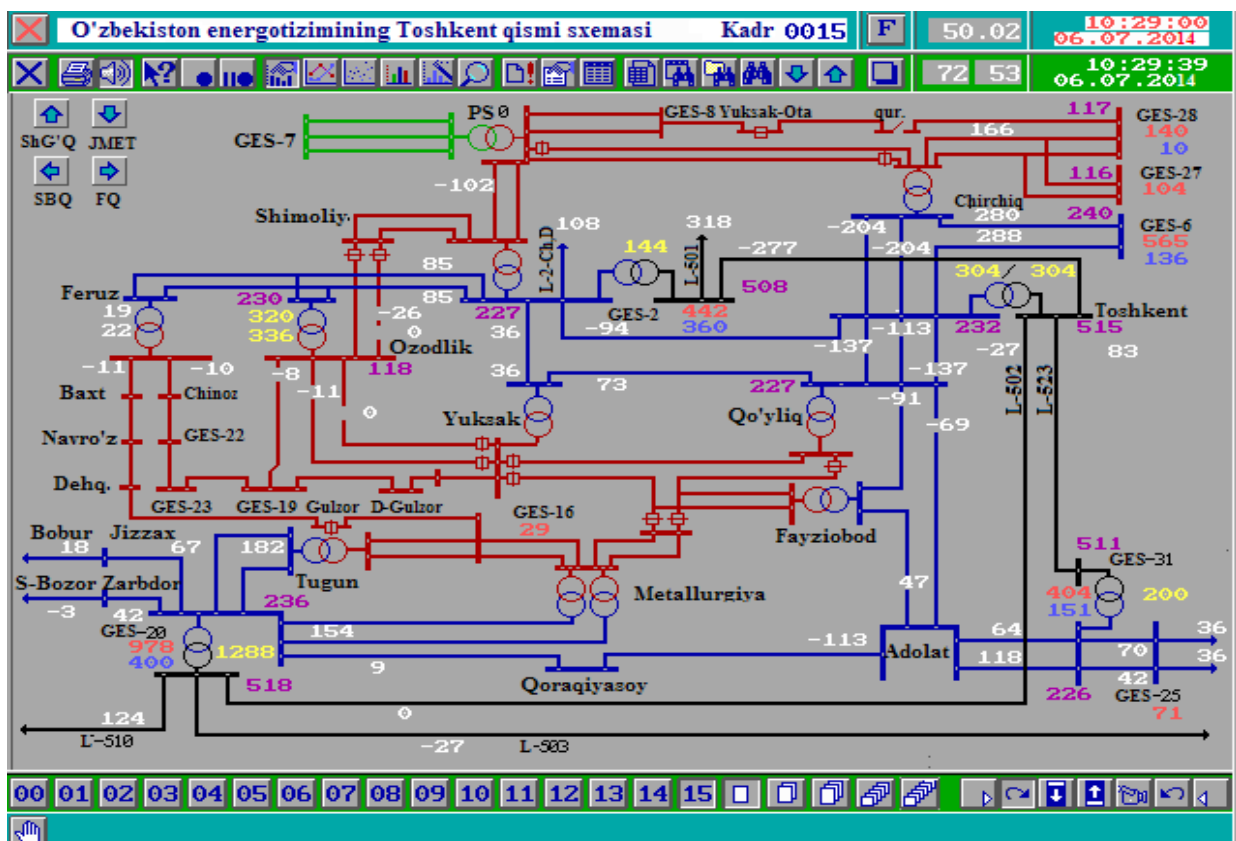 O'zbekiston energotizimining Toshkent qismi sxemasi Kadr 0015 F 50.02 10:29:00
06.07.2014
72 53 10:29:39
06.07.2014
ShG'Q JMET
SBQ FQ
GES-7
PS0
GES-8 Yuksak-Ota qur. 117 GES-28
166 140
10
116 GES-27
104
-102
Shimoliy.
Chirchiq
280 240 GES-6
288 565
136
108 318 -204
-277 -204
L-2-Ch,D
144
L-501
304 304
85
Feruz 230 85 227 GES-2 508
19 320 -26 36 -94 442 -113 232 515 Toshkent
22 336 0 360 -137 -27 83
Ozodlik
-11 -10 -8 118 36 73 227 -137
-11 -91
Baxt Chinoz 0 Yuksak Qo'yliq -69
L-502 L-523
Navro'z GES-22
Dehq.
GES-23 GES-19 Gulzor D-Gulzor GES-16
29
Fayziobod
Bobur Jizzax
18 67 182
Tugun
511
GES-31
S-Bozor Zarbdor
-3 42 236
Metallurgiya
47
404 200
151
GES-20 154
978 1288
400
9
-113
Adolat
64 36
118 70 36
42
Qoraqiyasoy
226 GES-25
71
518
124 0
L-510 -27 L-503
00 01 02 03 04 05 06 07 08 09 10 11 12 13 14 15